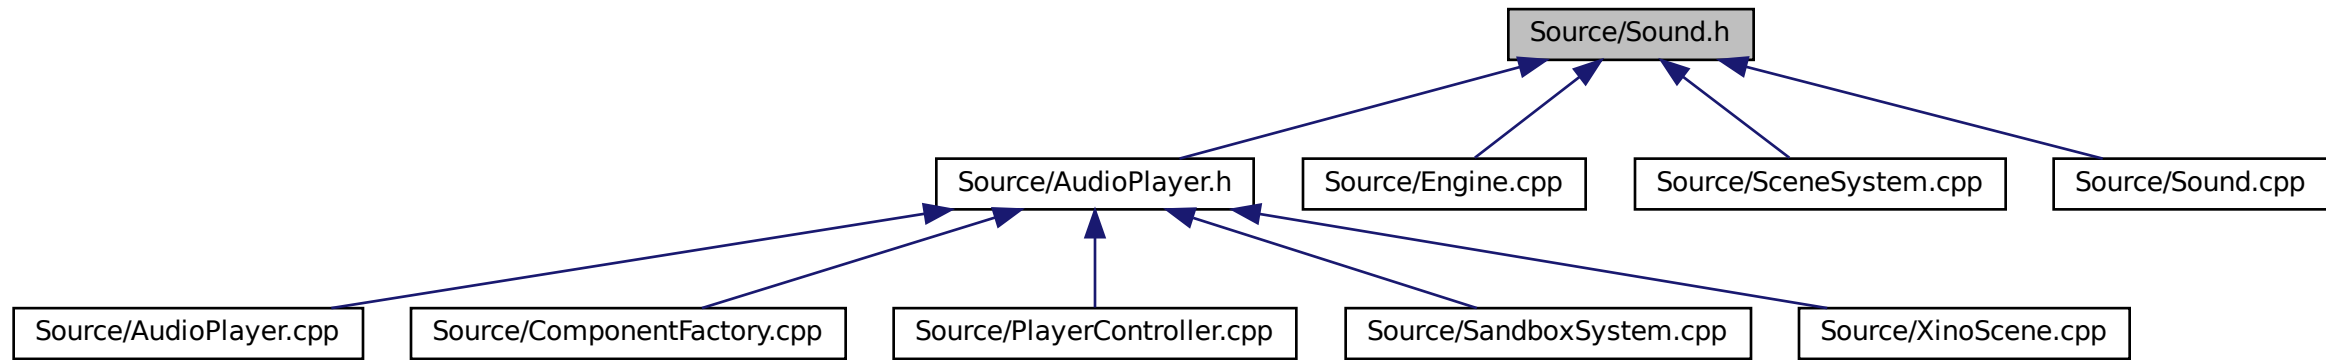 Source/Sound.h
Source/AudioPlayer.h
Source/Engine.cpp
Source/SceneSystem.cpp
Source/Sound.cpp
Source/AudioPlayer.cpp
Source/ComponentFactory.cpp
Source/PlayerController.cpp
Source/SandboxSystem.cpp
Source/XinoScene.cpp